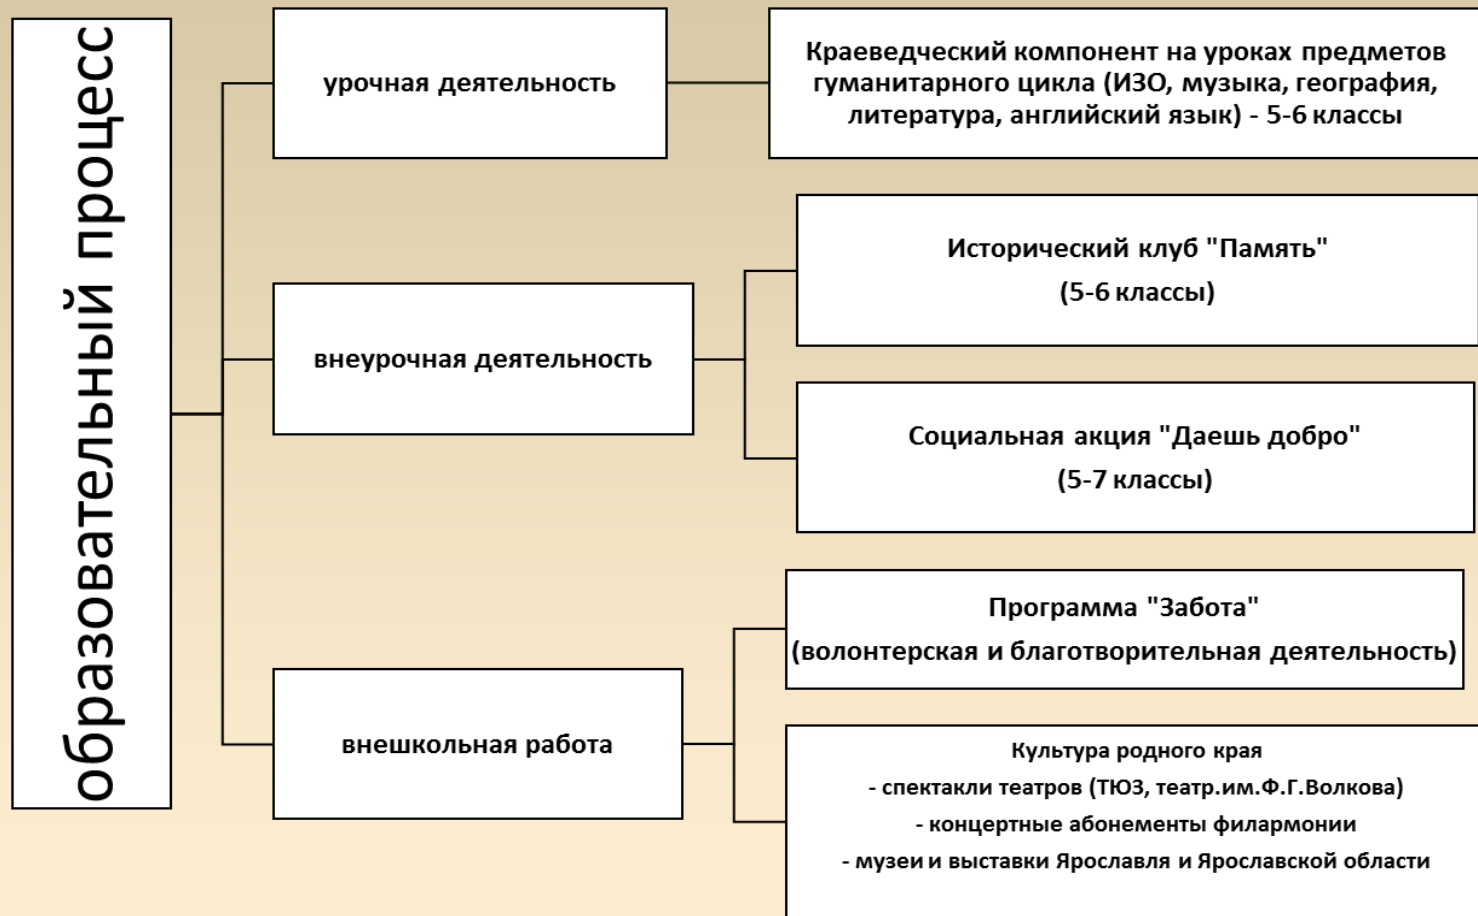 образовательный процесс
урочная деятельность
Краеведческий компонент на уроках предметов
гуманитарного цикла (ИЗО, музыка, география,
литература, английский язык) - 5-6 классы
внеурочная деятельность
Исторический клуб "Память"
(5-6 классы)
Социальная акция "Даешь добро"
(5-7 классы)
внешкольная работа
Программа "Забота"
(волонтерская и благотворительная деятельность)
Культура родного края
- спектакли театров (ТЮЗ, театр.им.Ф.Г.Волкова)
- концертные абонементы филармонии
- музеи и выставки Ярославля и Ярославской области